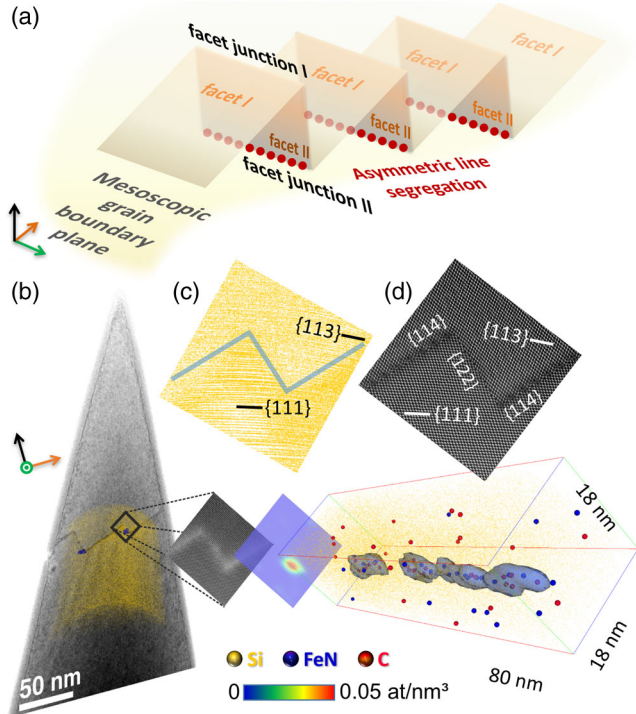 (a)
facet junction I
facet I
facet I
facet I
facet I
facet II
facet II
facet II
facet junction II
Asymmetric line
segregation
Mesoscopic
grain
boundary
plane
(b)
(c)
(d)
{113}
{111}
{114}
{113}
{122}
{114}
{111}
50 nm
18 nm
18 nm
80 nm
Si
FeN
C
0
0.05 at/nm³